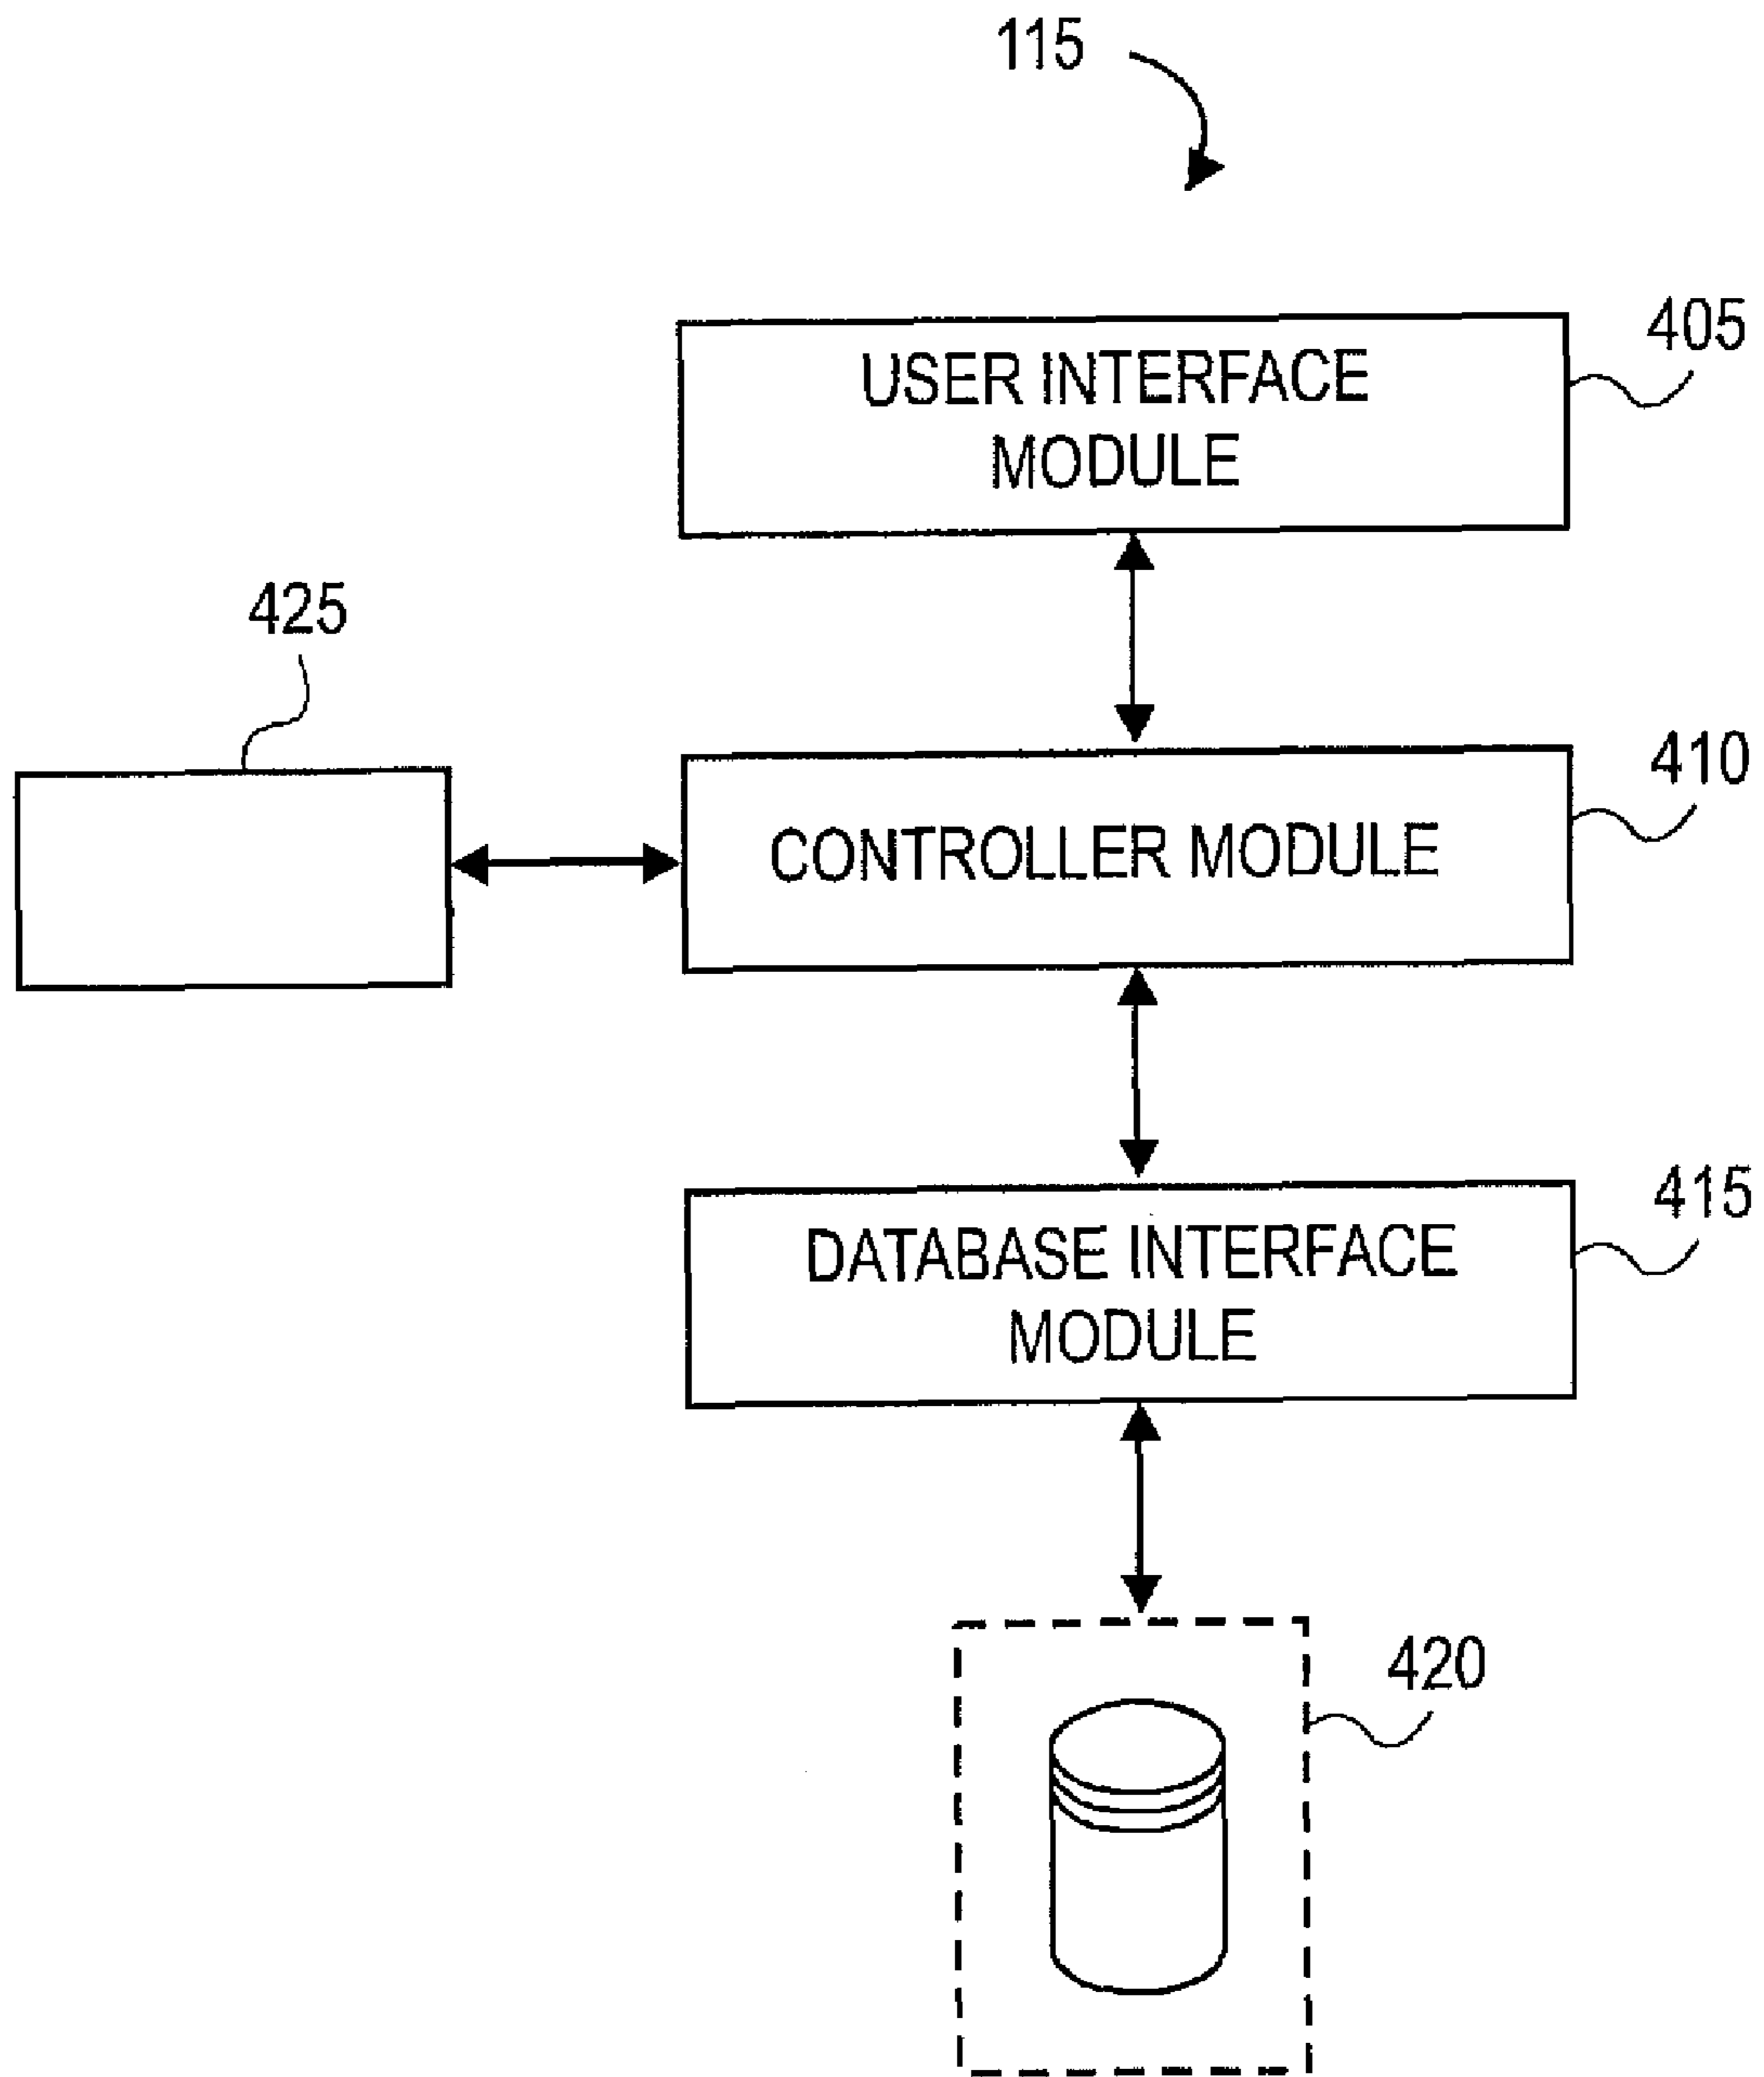 115
405
USER INTERFACE
MODULE
425
410
CONTROLLER MODULE
415
DATABASE INTERFACE
MODULE
420